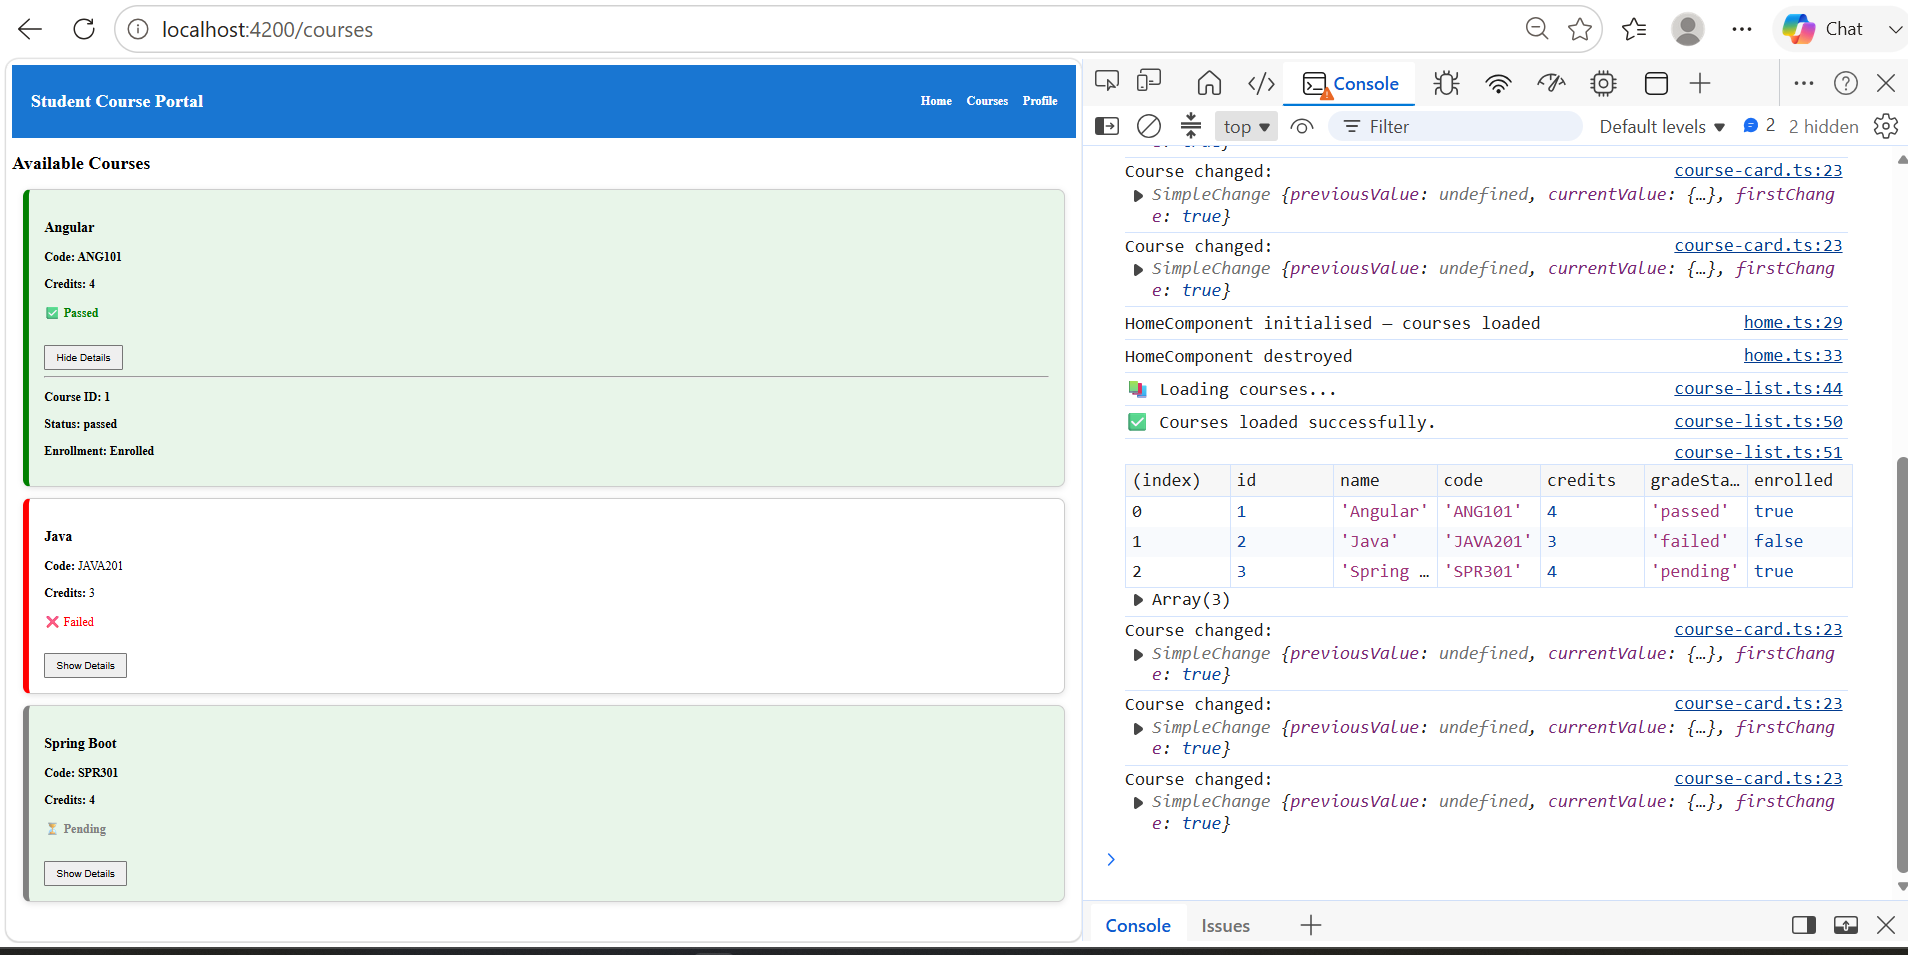 localhost:4200/courses
Chat
Student Course Portal
Home Courses Profile
Available Courses
Angular
Code: ANG101
Credits: 4
✅ Passed
Hide Details
Course ID: 1
Status: passed
Enrollment: Enrolled
Java
Code: JAVA201
Credits: 3
❌ Failed
Show Details
Spring Boot
Code: SPR301
Credits: 4
⏳ Pending
Show Details
Console
top
Filter
Default levels
2
2 hidden
Course changed: course-card.ts:23
SimpleChange {previousValue: undefined, currentValue: {…}, firstChang
e: true}
Course changed: course-card.ts:23
SimpleChange {previousValue: undefined, currentValue: {…}, firstChang
e: true}
HomeComponent initialised – courses loaded home.ts:29
HomeComponent destroyed home.ts:33
📚 Loading courses... course-list.ts:44
✅ Courses loaded successfully. course-list.ts:50
course-list.ts:51
(index) id name code credits gradeSta… enrolled
0 1 'Angular' 'ANG101' 4 'passed' true
1 2 'Java' 'JAVA201' 3 'failed' false
2 3 'Spring … 'SPR301' 4 'pending' true
Array(3)
Course changed: course-card.ts:23
SimpleChange {previousValue: undefined, currentValue: {…}, firstChang
e: true}
Course changed: course-card.ts:23
SimpleChange {previousValue: undefined, currentValue: {…}, firstChang
e: true}
Course changed: course-card.ts:23
SimpleChange {previousValue: undefined, currentValue: {…}, firstChang
e: true}
Console Issues